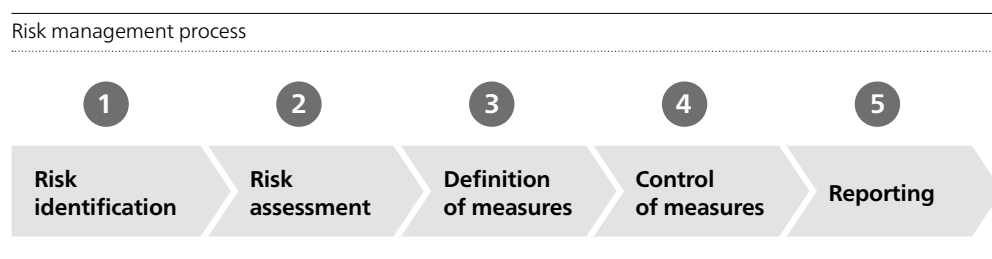 Risk management process
1
2
3
4
5
Risk
identification
Risk
assessment
Definition
of measures
Control
of measures
Reporting